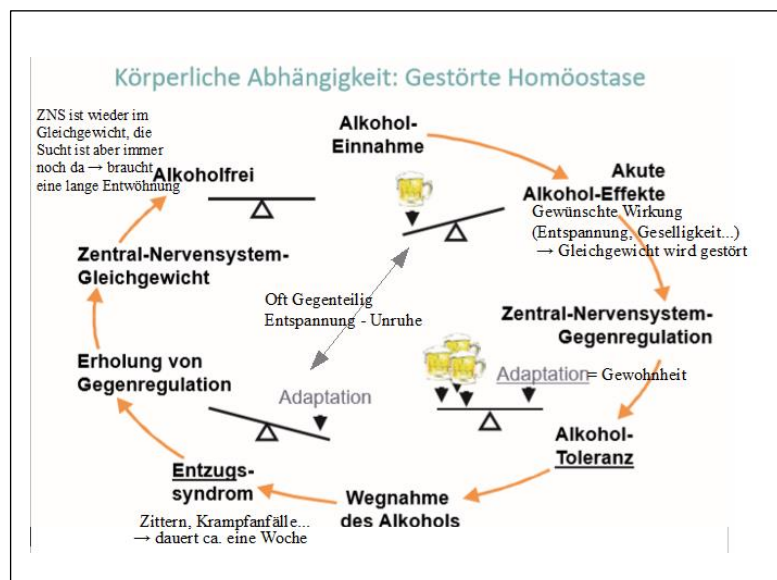 Körperliche Abhängigkeit: Gestörte Homöostase
ZNS ist wieder im
Gleichgewicht, die
Sucht ist aber immer
noch da → braucht
eine lange Entwöhnung
Alkoholfrei
Alkohol-
Einnahme
Akute
Alkohol-Effekte
Gewünschte Wirkung
(Entspannung, Geselligkeit...)
→ Gleichgewicht wird gestört
Zentral-Nervensystem-
Gleichgewicht
Oft Gegenteilig
Entspannung - Unruhe
Zentral-Nervensystem-
Gegenregulation
Erholung von
Gegenregulation
Adaptation
Adaptation = Gewohnheit
Alkohol-
Toleranz
Entzugs-
syndrom
Zittern, Krampfanfälle...
→ dauert ca. eine Woche
Wegnahme
des Alkohols